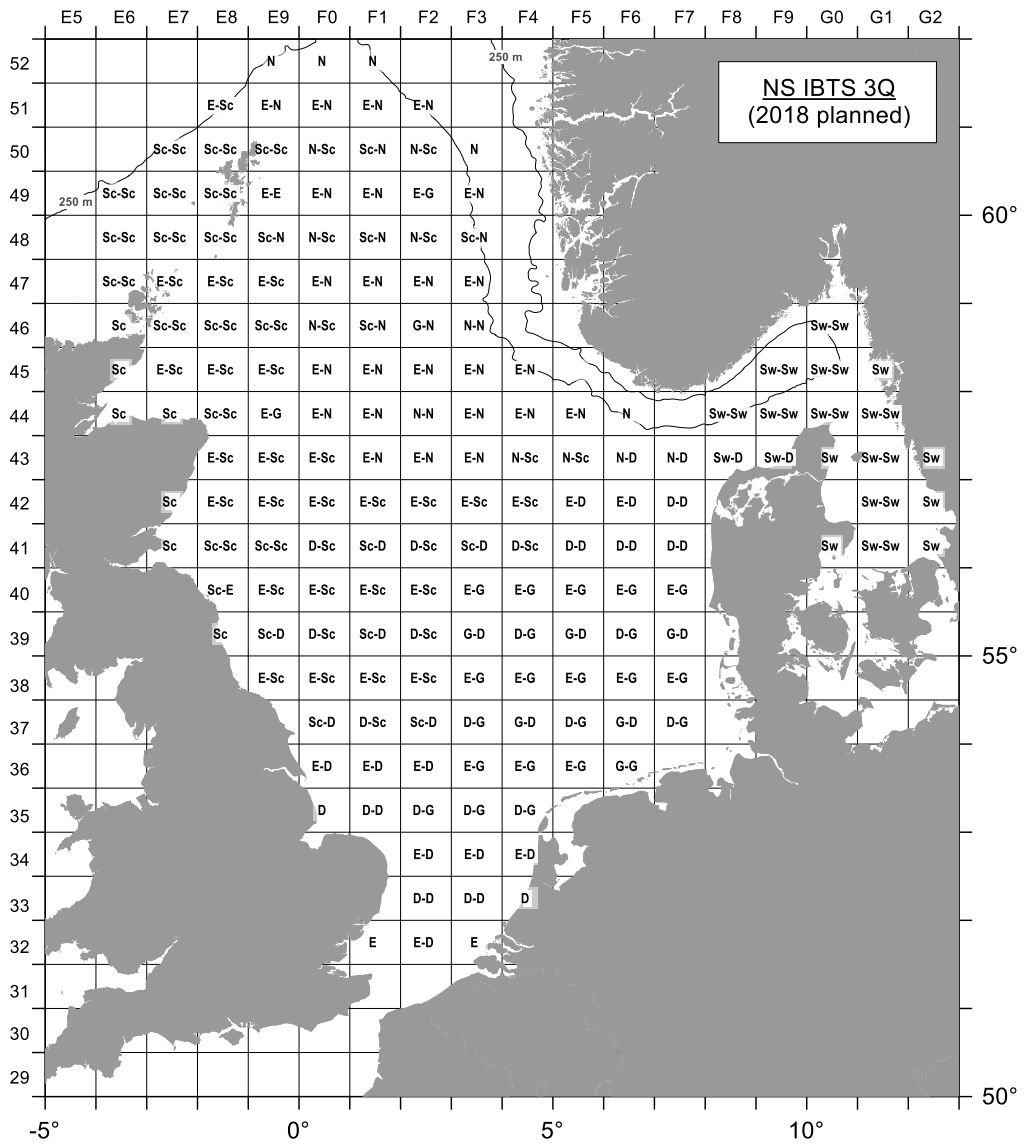 E5 E6 E7 E8 E9 F0 F1 F2 F3 F4 F5 F6 F7 F8 F9 G0 G1 G2
NS IBTS 3Q
(2018 planned)
250 m
52 N N N
51 E-Sc E-N E-N E-N E-N
50 Sc-Sc Sc-Sc Sc-Sc N-Sc Sc-N N-Sc N
49 Sc-Sc Sc-Sc Sc-Sc E-E E-N E-N E-G E-N
250 m
60°
48 Sc-Sc Sc-Sc Sc-Sc Sc-N N-Sc Sc-N N-Sc Sc-N
47 Sc-Sc E-Sc E-Sc E-Sc E-N E-N E-N E-N
46 Sc Sc-Sc Sc-Sc Sc-Sc N-Sc Sc-N G-N N-N Sw-Sw
45 Sc E-Sc E-Sc E-Sc E-N E-N E-N E-N E-N Sw-Sw Sw-Sw Sw
44 Sc Sc Sc-Sc E-G E-N E-N N-N E-N E-N E-N N Sw-Sw Sw-Sw Sw-Sw Sw-Sw
43 E-Sc E-Sc E-Sc E-N E-N E-N N-Sc N-Sc N-D N-D Sw-D Sw-D Sw Sw-Sw Sw
42 Sc E-Sc E-Sc E-Sc E-Sc E-Sc E-Sc E-Sc E-D E-D D-D Sw-Sw Sw
41 Sc Sc-Sc Sc-Sc D-Sc Sc-D D-Sc Sc-D D-Sc D-D D-D D-D Sw Sw-Sw Sw
40 Sc-E E-Sc E-Sc E-Sc E-Sc E-G E-G E-G E-G E-G
39 Sc Sc-D D-Sc Sc-D D-Sc G-D D-G G-D D-G G-D
55°
38 E-Sc E-Sc E-Sc E-Sc E-G E-G E-G E-G E-G
37 Sc-D D-Sc Sc-D D-G G-D D-G G-D D-G
36 E-D E-D E-D E-G E-G E-G G-G
35 D D-D D-G D-G D-G
34 E-D E-D E-D
33 D-D D-D D
32 E E-D E
31
30
29
50°
-5° 0° 5° 10°